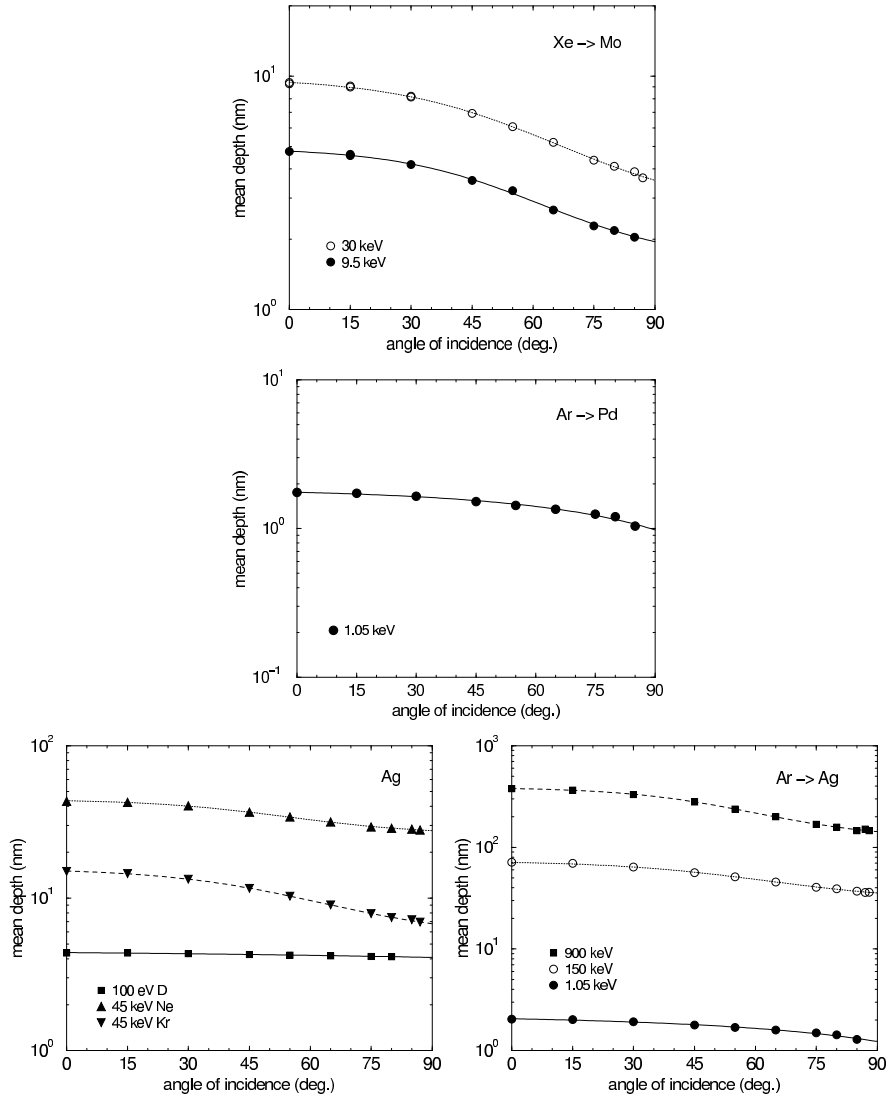 Xe −> Mo
10^1
10^0
mean depth (nm)
30 keV
9.5 keV
0 15 30 45 60 75 90
angle of incidence (deg.)
Ar −> Pd
10^1
10^0
10^−1
mean depth (nm)
1.05 keV
0 15 30 45 60 75 90
angle of incidence (deg.)
Ag
10^2
10^1
10^0
mean depth (nm)
100 eV D
45 keV Ne
45 keV Kr
0 15 30 45 60 75 90
angle of incidence (deg.)
Ar −> Ag
10^3
10^2
10^1
10^0
mean depth (nm)
900 keV
150 keV
1.05 keV
0 15 30 45 60 75 90
angle of incidence (deg.)